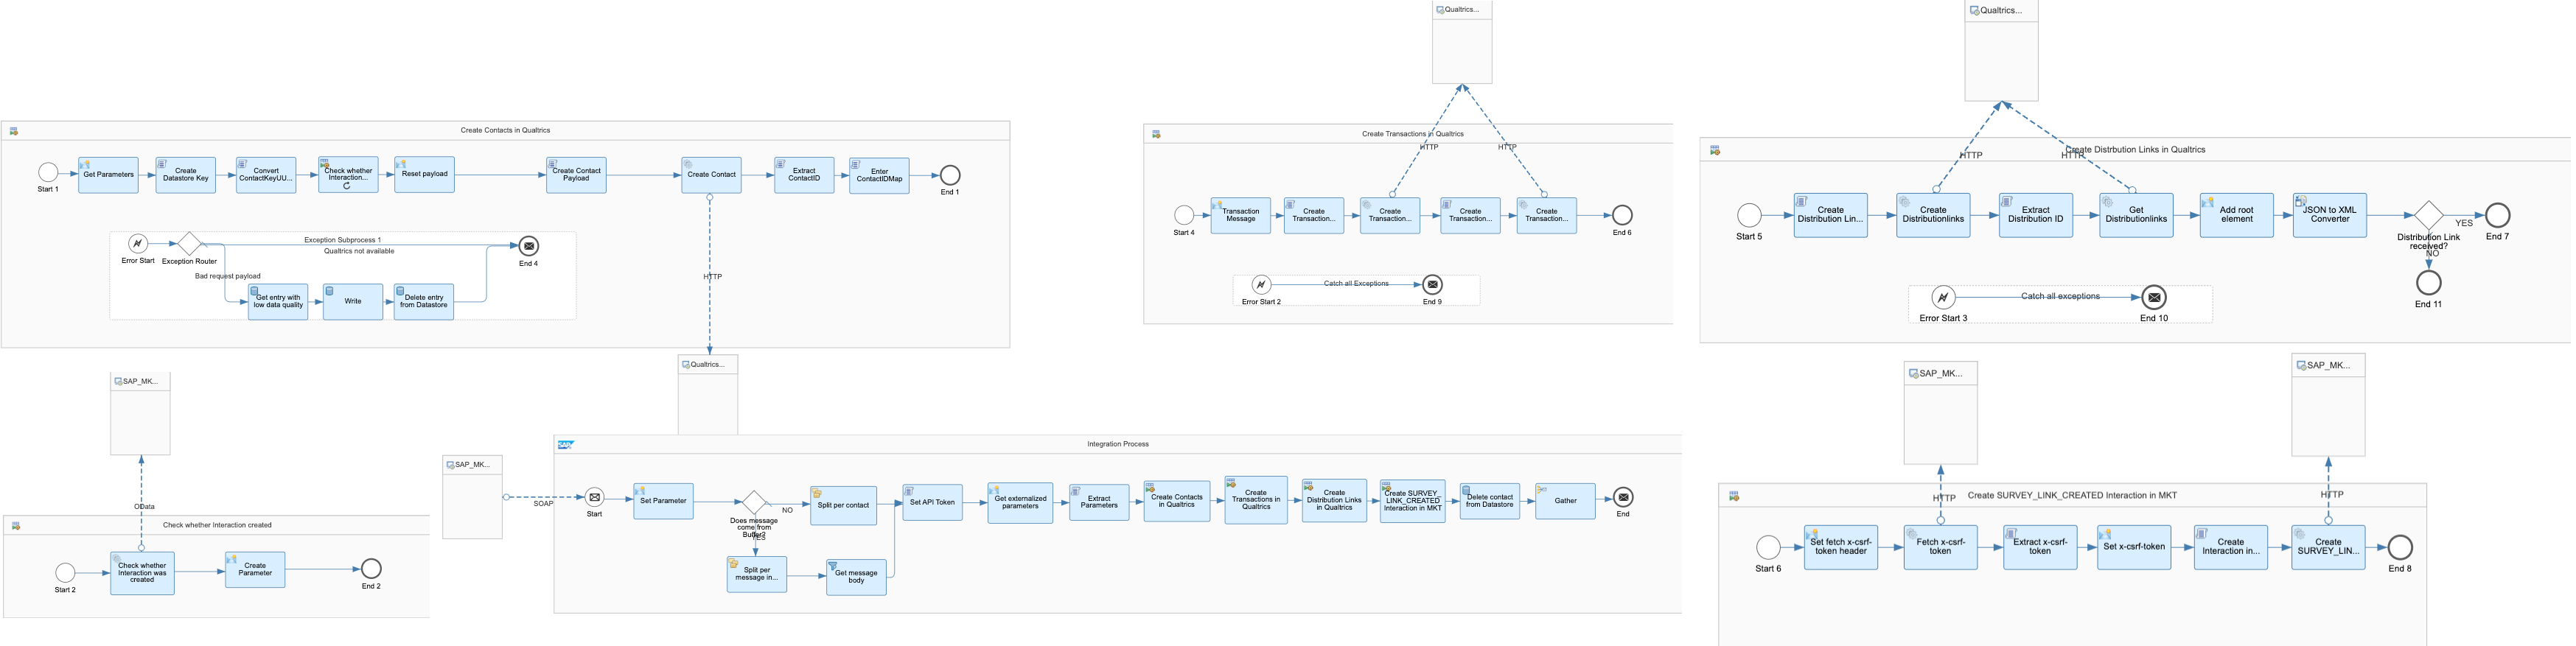 Create Contacts in Qualtrics
Start 1
Get Parameters
Create
Datastore Key
Convert
ContactKeyUU...
Check whether
Interaction...
Reset payload
Create Contact
Payload
Create Contact
Extract
ContactID
Enter
ContactIDMap
End 1
Error Start
Exception Router
Exception Subprocess 1
Qualtrics not available
Bad request payload
Get entry with
low data quality
Write
Delete entry
from Datastore
End 4
HTTP
Qualtrics...
Qualtrics...
Create Transactions in Qualtrics
HTTP
HTTP
Start 4
Transaction
Message
Create
Transaction...
Create
Transaction...
Create
Transaction...
Create
Transaction...
End 6
Error Start 2
Catch all Exceptions
End 9
Qualtrics...
Create Distrbution Links in Qualtrics
HTTP
HTTP
Start 5
Create
Distribution Lin...
Create
Distributionlinks
Extract
Distribution ID
Get
Distributionlinks
Add root
element
JSON to XML
Converter
Distribution Link
received?
YES
NO
End 7
End 11
Error Start 3
Catch all exceptions
End 10
SAP_MK...
OData
Check whether Interaction created
Start 2
Check whether
Interaction was
created
Create
Parameter
End 2
SAP_MK...
SOAP
SAP
Integration Process
Start
Set Parameter
Does message
come from
Buffer?
NO
YES
Split per contact
Split per
message in...
Get message
body
Set API Token
Get externalized
parameters
Extract
Parameters
Create Contacts
in Qualtrics
Create
Transactions in
Qualtrics
Create
Distribution Links
in Qualtrics
Create SURVEY_
LINK_CREATED
Interaction in MKT
Delete contact
from Datastore
Gather
End
SAP_MK...
SAP_MK...
HTTP
HTTP
Create SURVEY_LINK_CREATED Interaction in MKT
Start 6
Set fetch x-csrf-
token header
Fetch x-csrf-
token
Extract x-csrf-
token
Set x-csrf-token
Create
Interaction in...
Create
SURVEY_LIN...
End 8